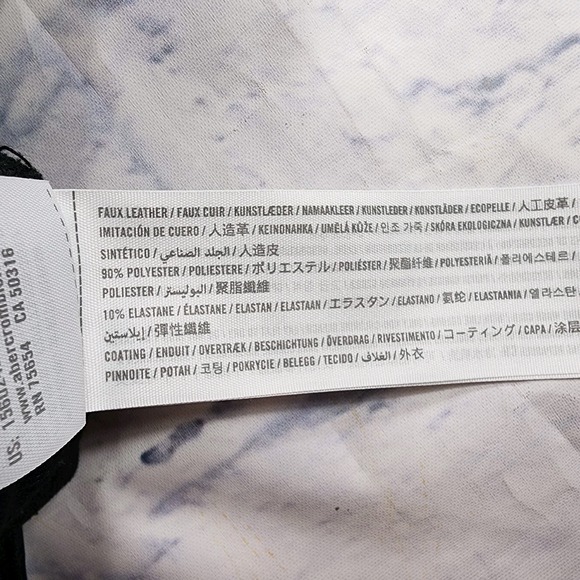 FAUX LEATHER / FAUX CUIR / KUNSTLÆDER / NAMAAKLEER / KUNSTLEDER / KONSTLÄDER / ECOPELLE / 人工皮革 /
IMITACIÓN DE CUERO / 人造革 / KEINONAHKA / UMĚLÁ KŮŽE / 인조 가죽 / SKÓRA EKOLOGICZNA / KUNSTLÆR /
SINTÉTICO / الجلد الصناعي / 人造皮
90% POLYESTER / POLIESTERE / ポリエステル / POLIÉSTER / 聚酯纤维 / POLYESTERIÄ / 폴리에스테르 /
POLIESTER / البوليستر / 聚脂纖維
10% ELASTANE / ÉLASTANE / ELASTAN / ELASTAAN / エラスタン / ELASTANO / 氨纶 / ELASTAANIA / 엘라스탄
إيلاستين / 彈性纖維
COATING / ENDUIT / OVERTRÆK / BESCHICHTUNG / ÖVERDRAG / RIVESTIMENTO / コーティング / CAPA / 涂层
PINNOITE / POTAH / 코팅 / POKRYCIE / BELEGG / TECIDO / الغلاف / 外衣
RN 75654 CA 50316